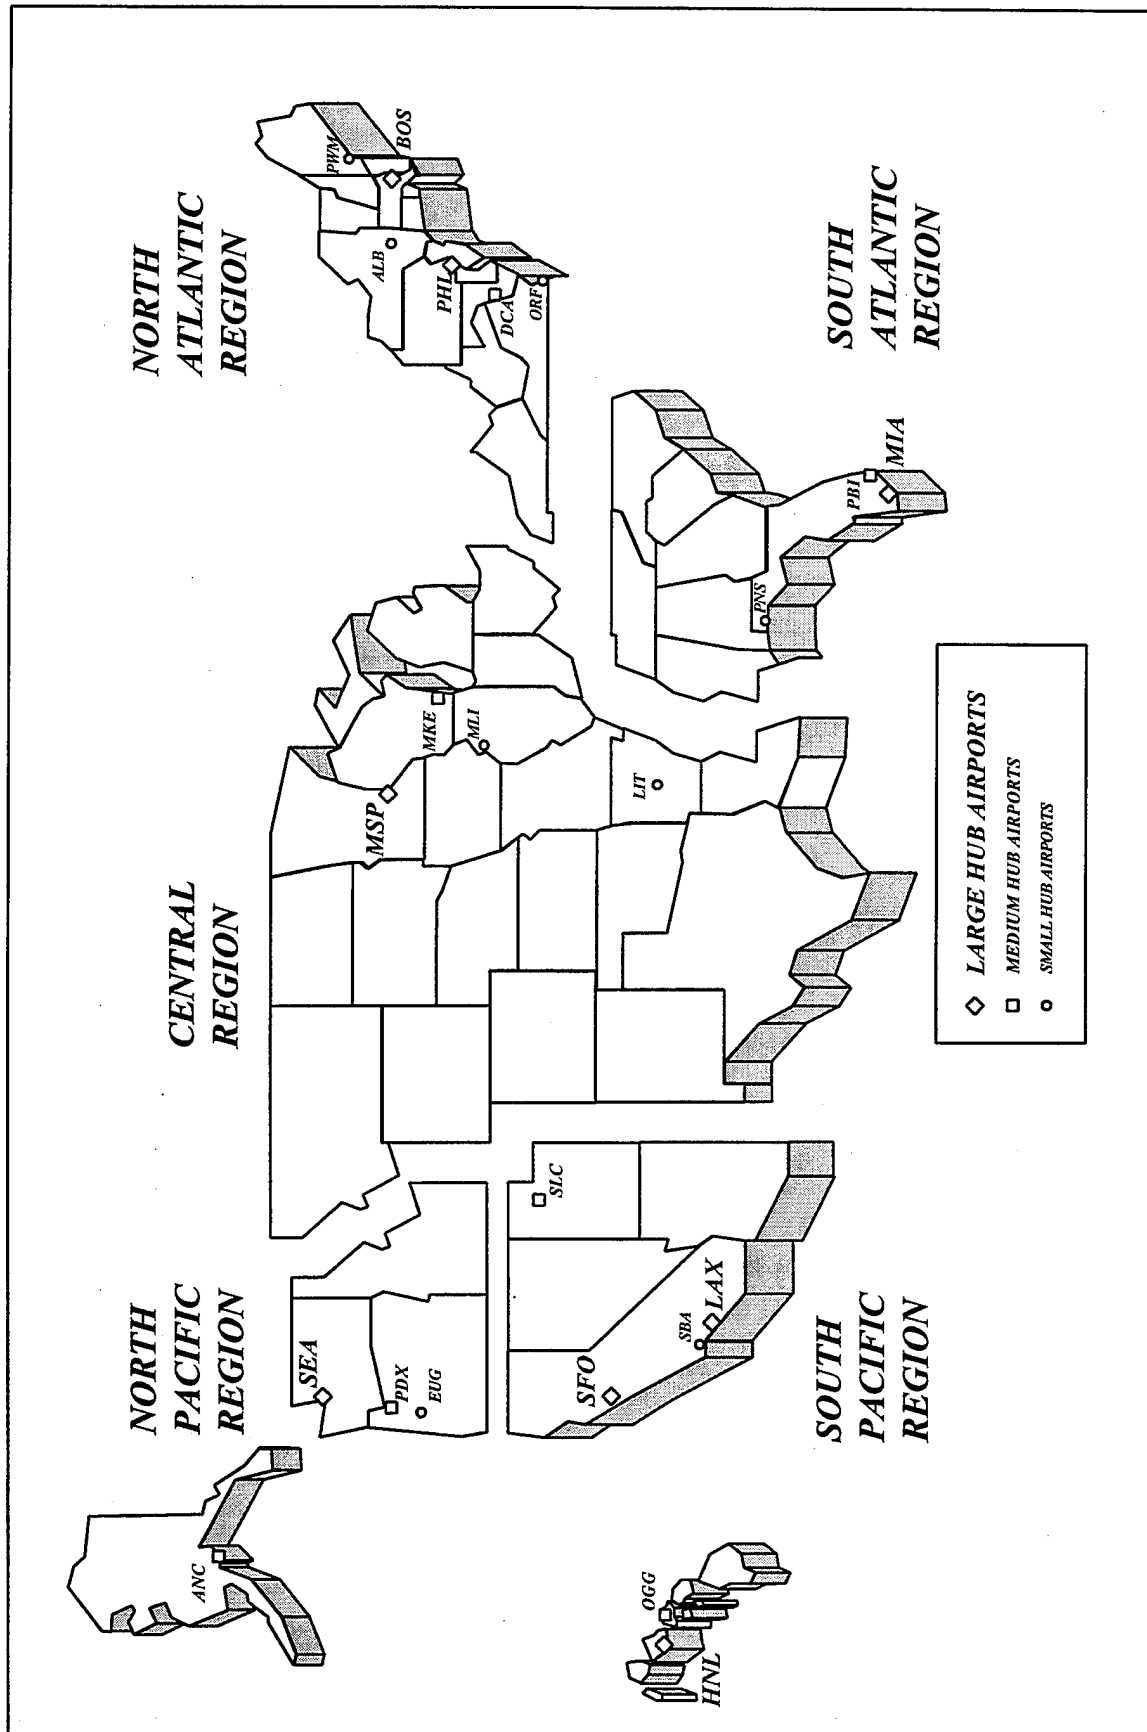 NORTH
PACIFIC
REGION
CENTRAL
REGION
NORTH
ATLANTIC
REGION
ANC
SEA
PDX
EUG
MSP
MKE
MLI
PWM
BOS
ALB
PHL
DCA
ORF
SLC
SFO
SBA
LAX
LIT
PNS
PBI
MIA
OGG
HNL
SOUTH
PACIFIC
REGION
SOUTH
ATLANTIC
REGION
LARGE HUB AIRPORTS
MEDIUM HUB AIRPORTS
SMALL HUB AIRPORTS